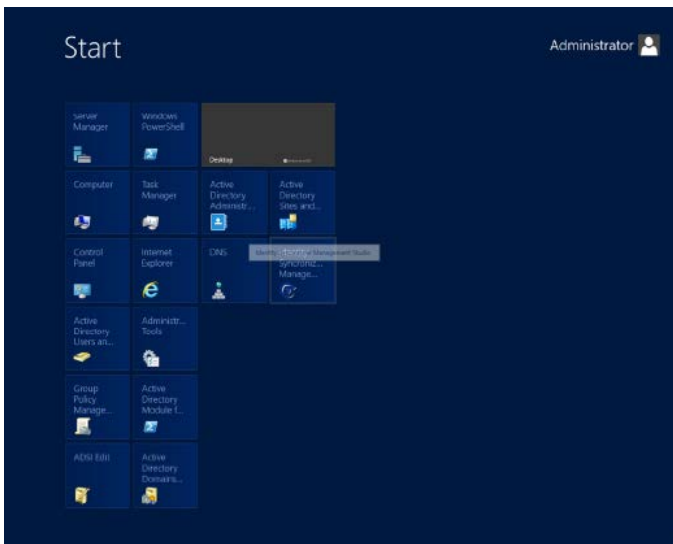 Start
Administrator
Server
Manager
Windows
PowerShell
Desktop
Computer
Task
Manager
Active
Directory
Administr...
Active
Directory
Sites and...
Control
Panel
Internet
Explorer
DNS
Synchroniz...
Manage...
Management Studio
Active
Directory
Users an...
Administr...
Tools
Group
Policy
Manage...
Active
Directory
Module f...
ADSI Edit
Active
Directory
Domains...